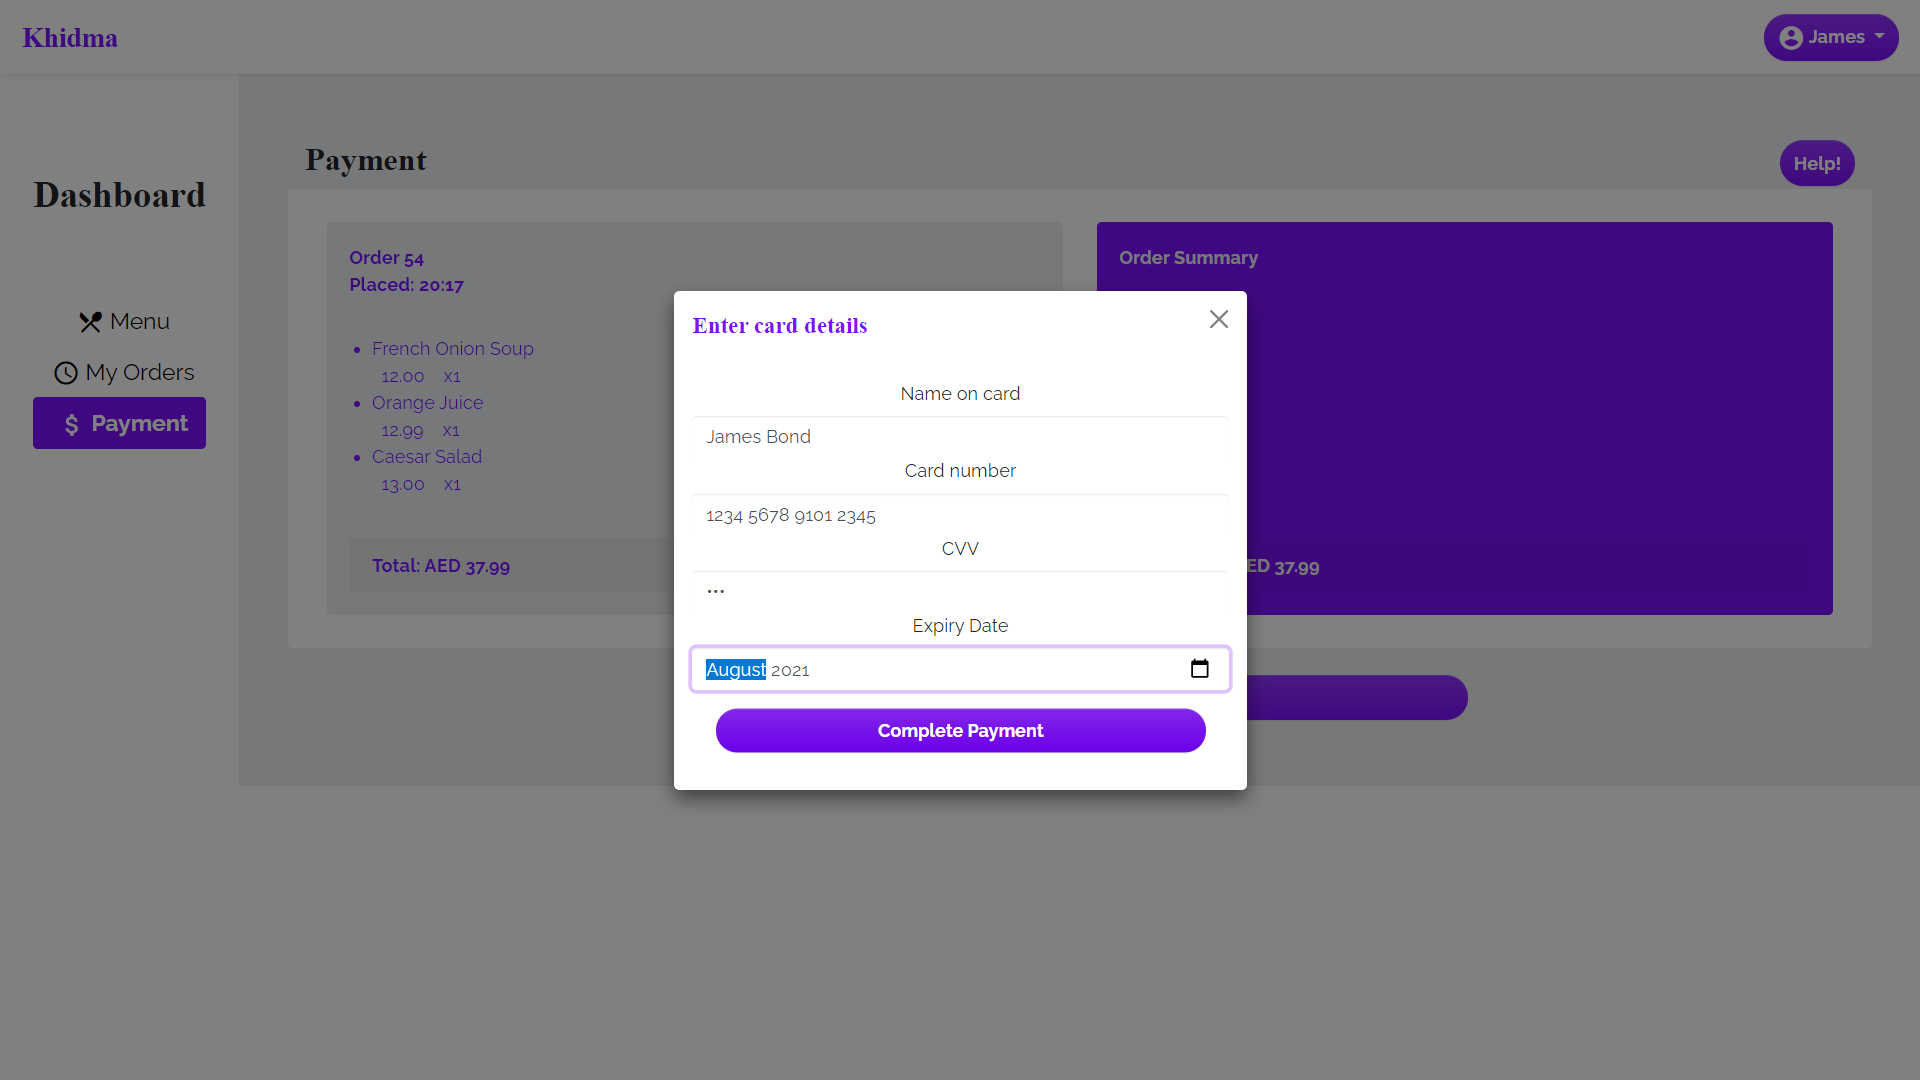 Khidma
James
Dashboard
Menu
My Orders
$ Payment
Payment
Help!
Order 54
Placed: 20:17
French Onion Soup
12.00 x1
Orange Juice
12.99 x1
Caesar Salad
13.00 x1
Total: AED 37.99
Order Summary
ED 37.99
Enter card details
Name on card
James Bond
Card number
1234 5678 9101 2345
CVV
•••
Expiry Date
August 2021
Complete Payment